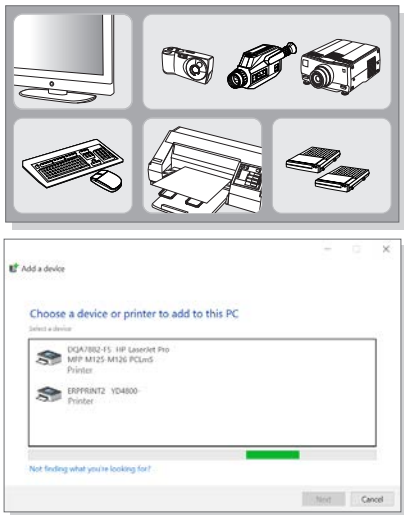 Add a device
Choose a device or printer to add to this PC
Select a device
DQA7882-FS HP LaserJet Pro
MFP M125-M126 PCLmS
Printer
ERPPRINT2 YD4800-
Printer
Not finding what you're looking for?
Next
Cancel